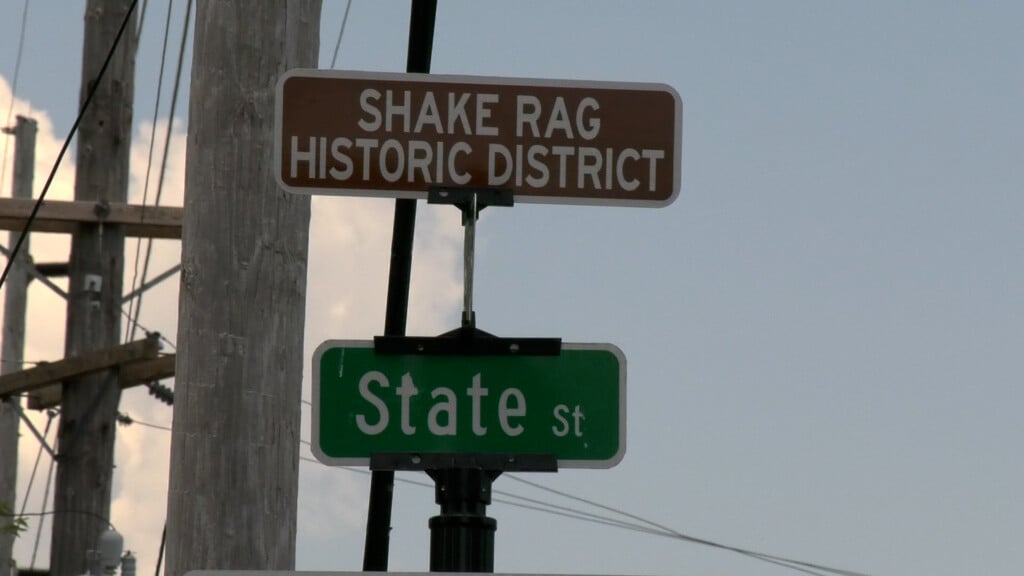 SHAKE RAG
HISTORIC DISTRICT
State St